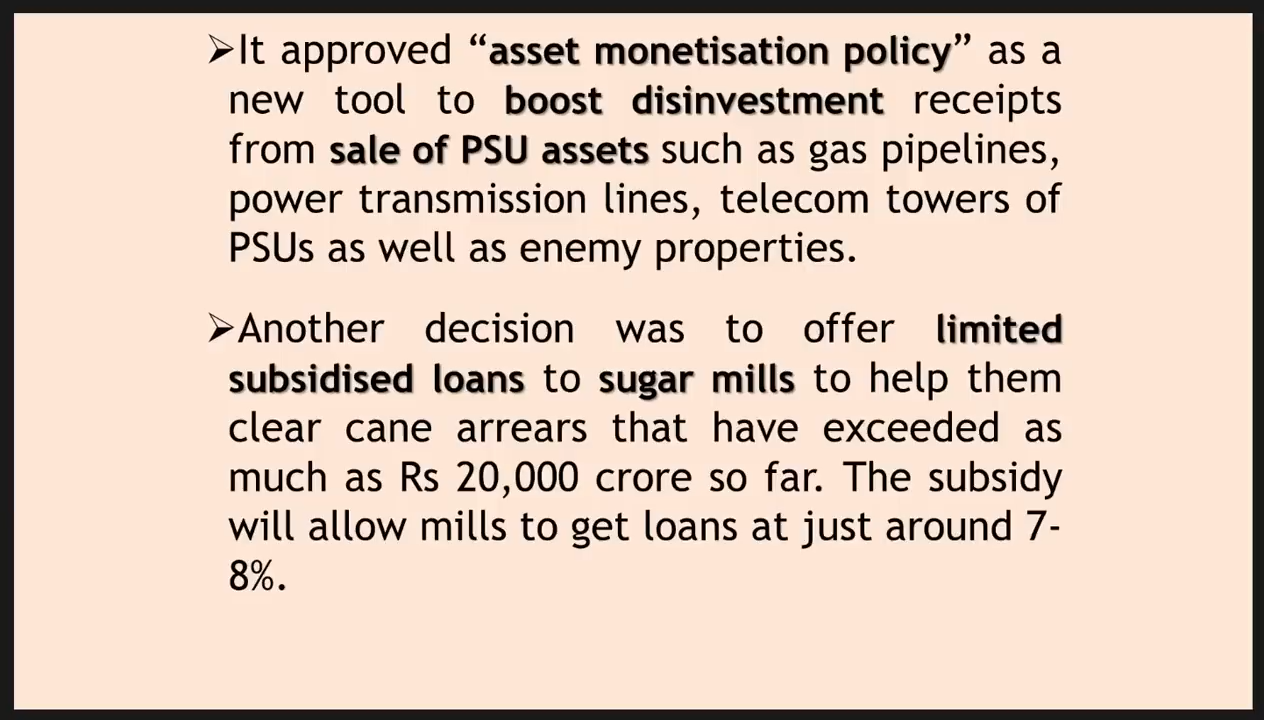 ➢It approved “asset monetisation policy” as a
new tool to boost disinvestment receipts
from sale of PSU assets such as gas pipelines,
power transmission lines, telecom towers of
PSUs as well as enemy properties.
➢Another decision was to offer limited
subsidised loans to sugar mills to help them
clear cane arrears that have exceeded as
much as Rs 20,000 crore so far. The subsidy
will allow mills to get loans at just around 7-
8%.